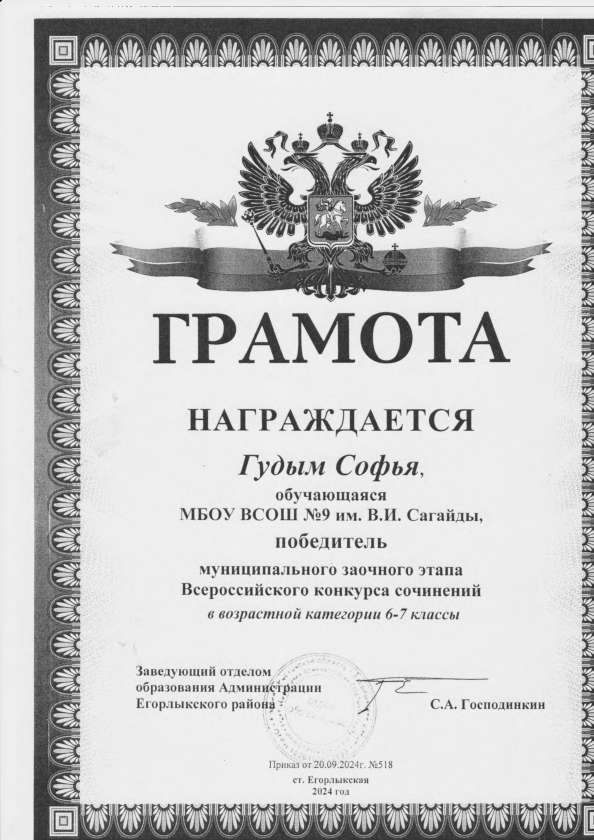 ГРАМОТА
НАГРАЖДАЕТСЯ
Гудым Софья,
обучающаяся
МБОУ ВСОШ №9 им. В.И. Сагайды,
победитель
муниципального заочного этапа
Всероссийского конкурса сочинений
в возрастной категории 6-7 классы
Заведующий отделом
образования Администрации
Егорлыкского района
С.А. Господинкин
Приказ от 20.09.2024г. №518
ст. Егорлыкская
2024 год